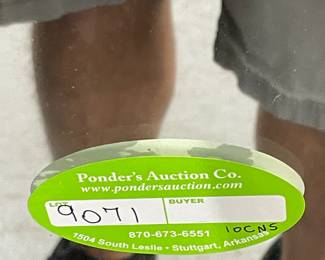 Ponder's Auction Co.
www.pondersauction.com
LOT BUYER
9071
870-673-6551 10CNS
1504 South Leslie • Stuttgart, Arkansas